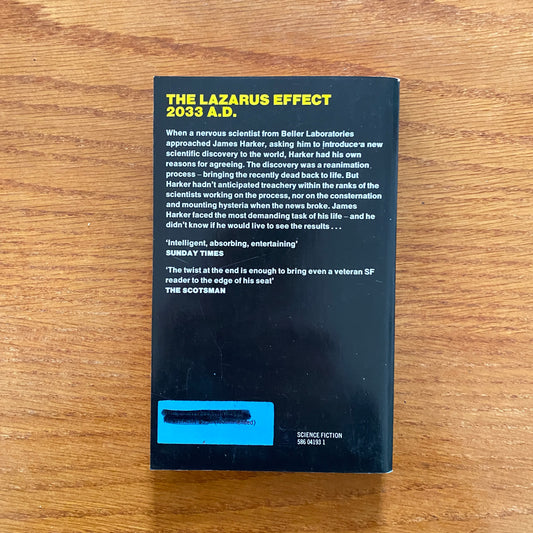 THE LAZARUS EFFECT
2033 A.D.
When a nervous scientist from Beller Laboratories
approached James Harker, asking him to introduce a new
scientific discovery to the world, Harker had his own
reasons for agreeing. The discovery was a reanimation
process – bringing the recently dead back to life. But
Harker hadn't anticipated treachery within the ranks of the
scientists working on the process, nor on the consternation
and mounting hysteria when the news broke. James
Harker faced the most demanding task of his life – and he
didn't know if he would live to see the results . . .
'Intelligent, absorbing, entertaining'
SUNDAY TIMES
'The twist at the end is enough to bring even a veteran SF
reader to the edge of his seat'
THE SCOTSMAN
SCIENCE FICTION
586 04193 1